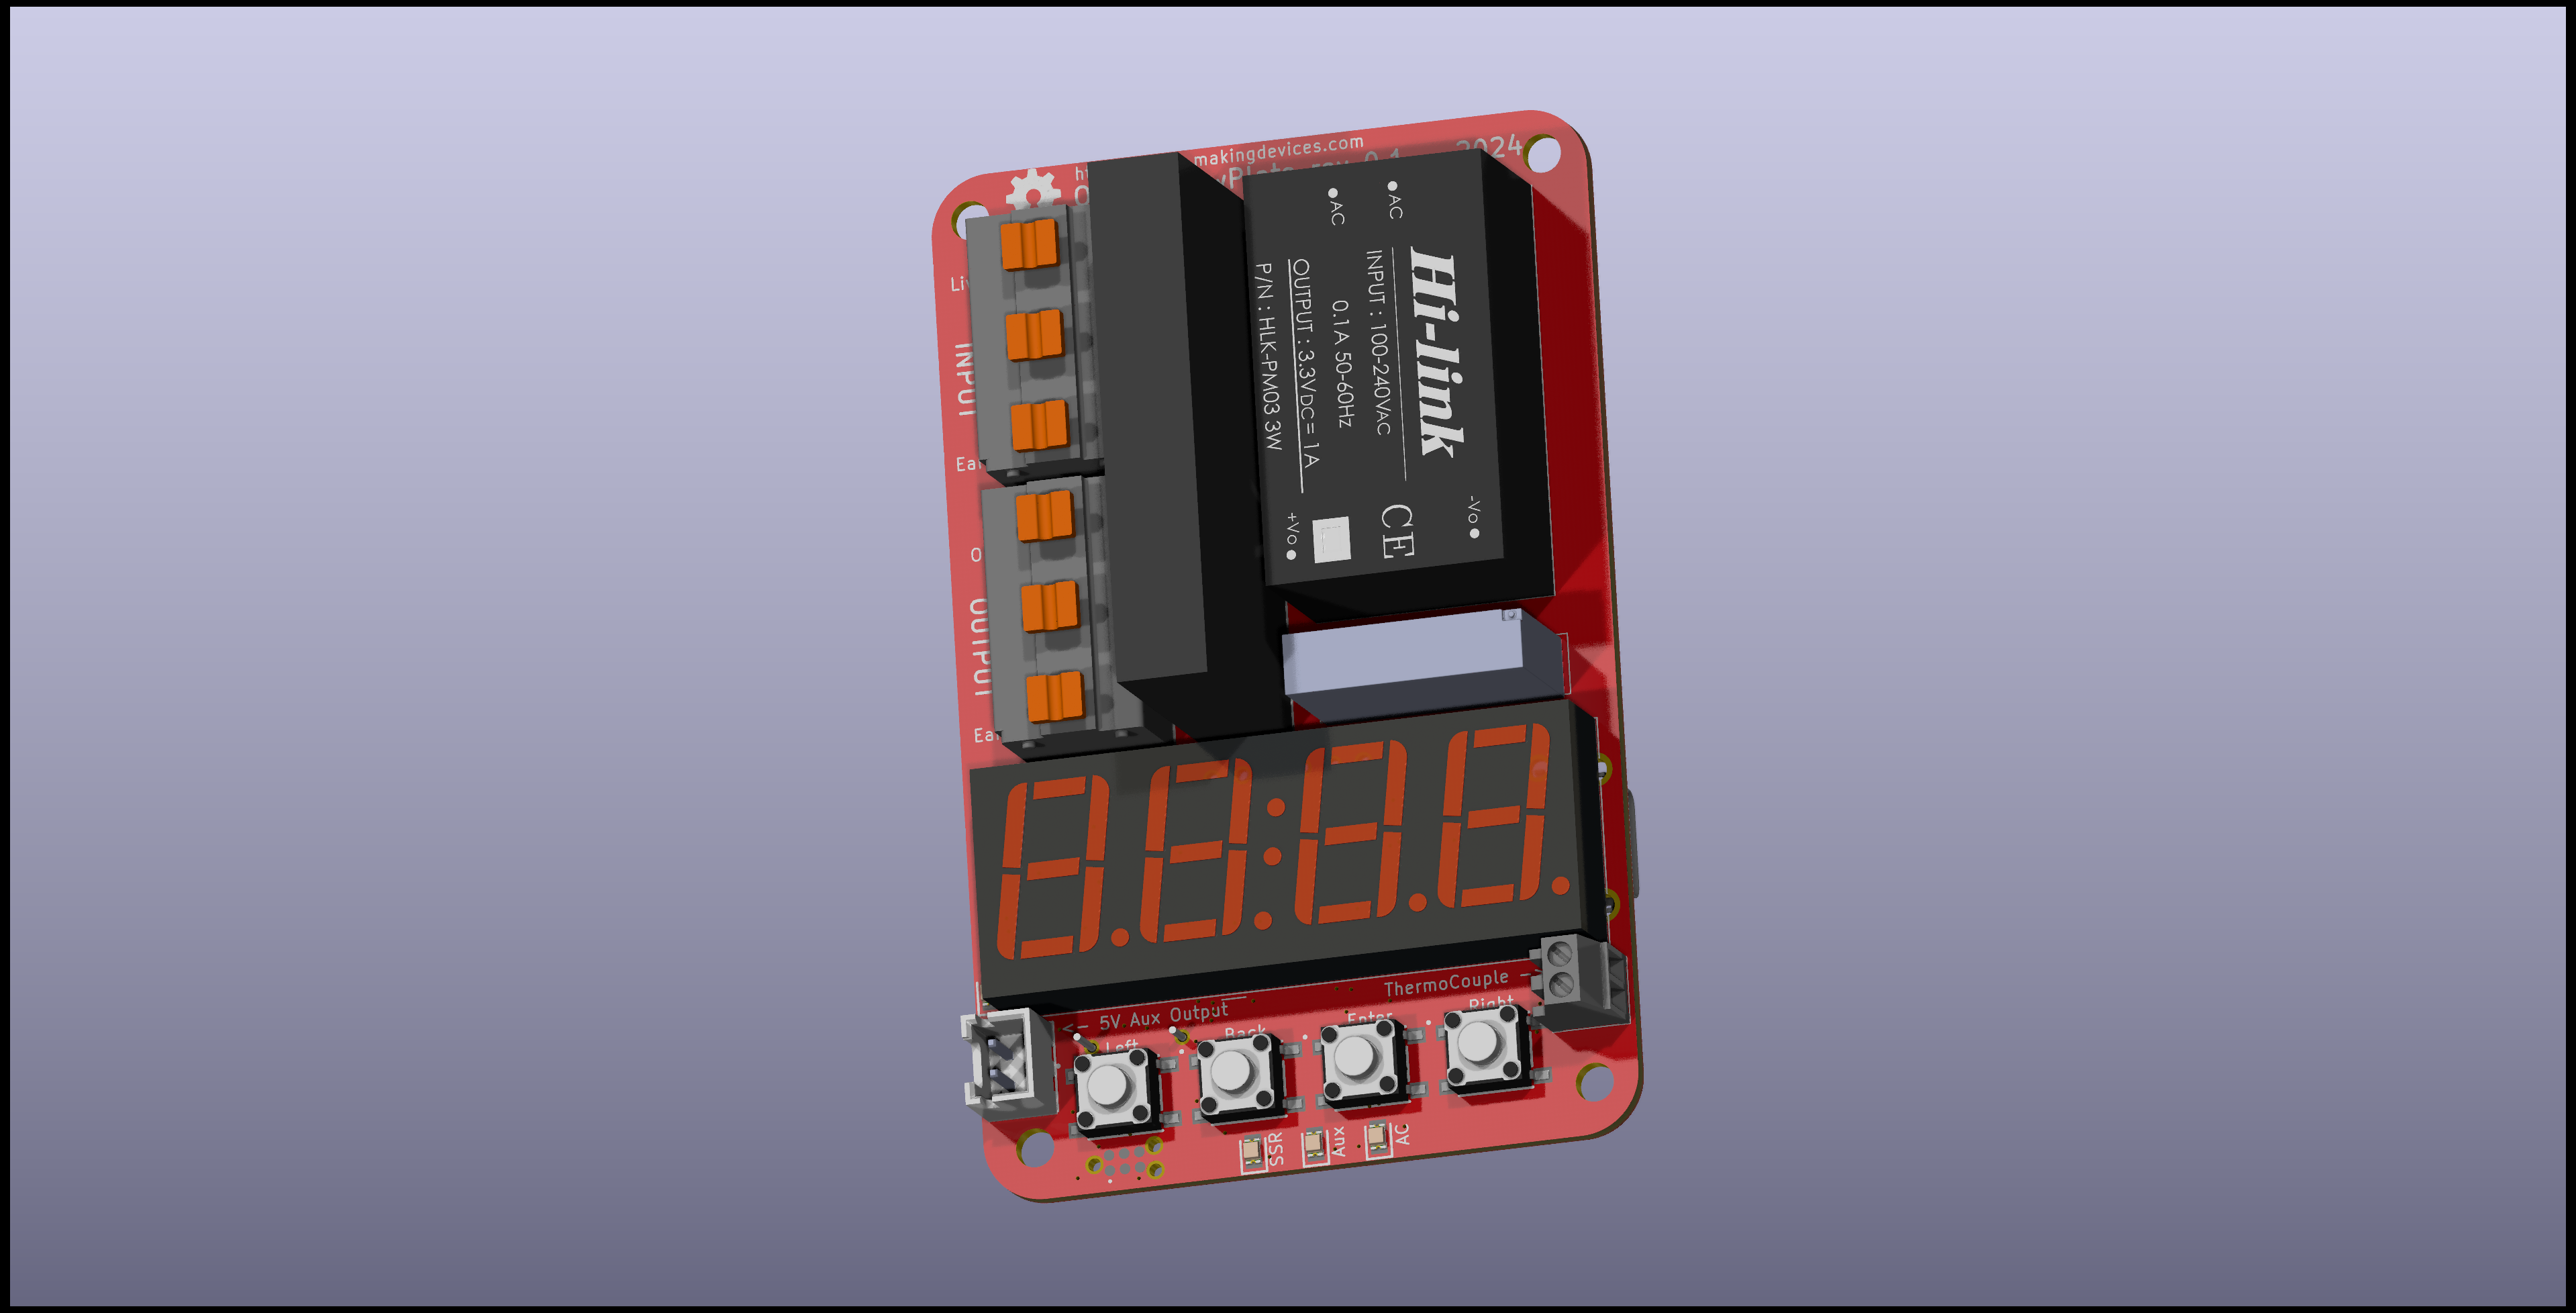 makingdevices.com
2024
AC
AC
Hi-link
INPUT : 100-240VAC
0.1A 50-60Hz
OUTPUT : 3.3VDC= 1A
P/N : HLK-PM03 3W
CE
-Vo
+Vo
INPUT
OUTPUT
ThermoCouple -
<- 5V Aux Output
Left
Back
Enter
Right
SSR
Aux
AC